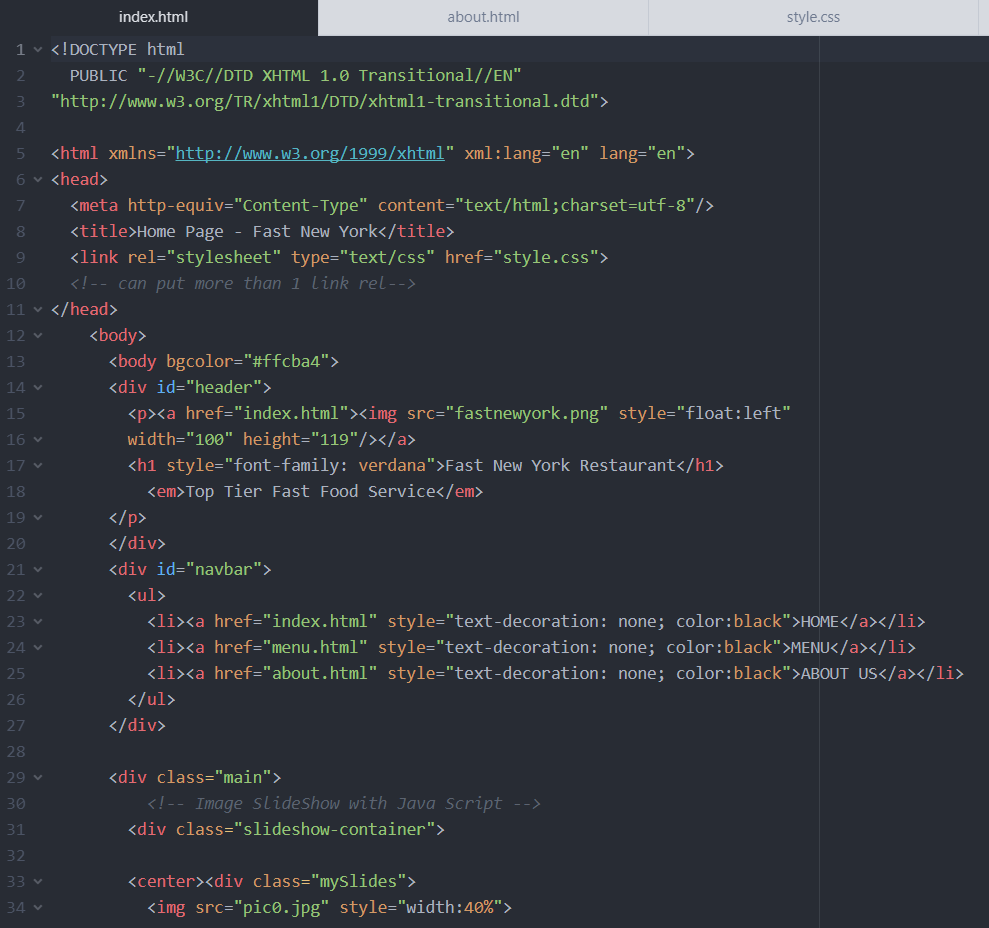 index.html about.html style.css
1 <!DOCTYPE html
2 PUBLIC "-//W3C//DTD XHTML 1.0 Transitional//EN"
3 "http://www.w3.org/TR/xhtml1/DTD/xhtml1-transitional.dtd">
4
5 <html xmlns="http://www.w3.org/1999/xhtml" xml:lang="en" lang="en">
6 <head>
7 <meta http-equiv="Content-Type" content="text/html;charset=utf-8"/>
8 <title>Home Page - Fast New York</title>
9 <link rel="stylesheet" type="text/css" href="style.css">
10 <!-- can put more than 1 link rel-->
11 </head>
12 <body>
13 <body bgcolor="#ffcba4">
14 <div id="header">
15 <p><a href="index.html"><img src="fastnewyork.png" style="float:left"
16 width="100" height="119"/></a>
17 <h1 style="font-family: verdana">Fast New York Restaurant</h1>
18 <em>Top Tier Fast Food Service</em>
19 </p>
20 </div>
21 <div id="navbar">
22 <ul>
23 <li><a href="index.html" style="text-decoration: none; color:black">HOME</a></li>
24 <li><a href="menu.html" style="text-decoration: none; color:black">MENU</a></li>
25 <li><a href="about.html" style="text-decoration: none; color:black">ABOUT US</a></li>
26 </ul>
27 </div>
28
29 <div class="main">
30 <!-- Image SlideShow with Java Script -->
31 <div class="slideshow-container">
32
33 <center><div class="mySlides">
34 <img src="pic0.jpg" style="width:40%">